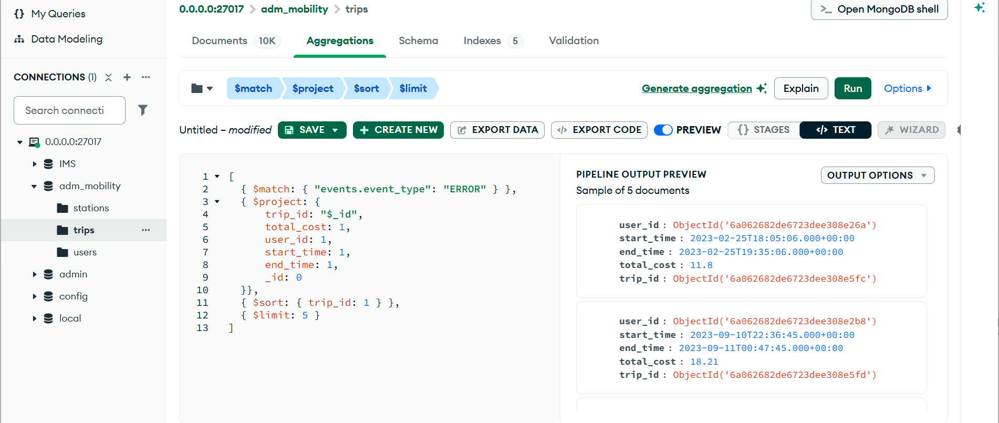 My Queries
Data Modeling
CONNECTIONS (1)
Search connecti
0.0.0.0:27017
IMS
adm_mobility
stations
trips
users
admin
config
local
0.0.0.0:27017 > adm_mobility > trips
>_ Open MongoDB shell
Documents 10K Aggregations Schema Indexes 5 Validation
$match $project $sort $limit
Generate aggregation Explain Run Options
Untitled – modified SAVE + CREATE NEW EXPORT DATA </> EXPORT CODE PREVIEW {} STAGES </> TEXT WIZARD
1 [
2 { $match: { "events.event_type": "ERROR" } },
3 { $project: {
4 trip_id: "$_id",
5 total_cost: 1,
6 user_id: 1,
7 start_time: 1,
8 end_time: 1,
9 _id: 0
10 }},
11 { $sort: { trip_id: 1 } },
12 { $limit: 5 }
13 ]
PIPELINE OUTPUT PREVIEW
Sample of 5 documents
OUTPUT OPTIONS
user_id : ObjectId('6a062682de6723dee308e26a')
start_time : 2023-02-25T18:05:06.000+00:00
end_time : 2023-02-25T19:35:06.000+00:00
total_cost : 11.8
trip_id : ObjectId('6a062682de6723dee308e5fc')
user_id : ObjectId('6a062682de6723dee308e2b8')
start_time : 2023-09-10T22:36:45.000+00:00
end_time : 2023-09-11T00:47:45.000+00:00
total_cost : 18.21
trip_id : ObjectId('6a062682de6723dee308e5fd')